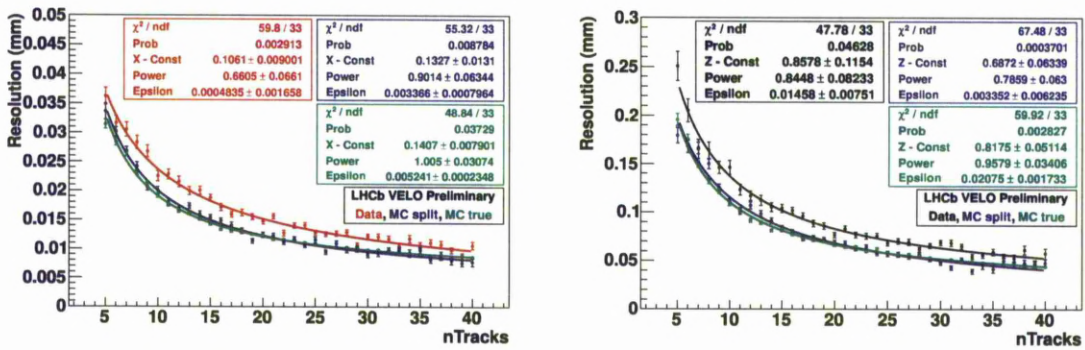 Resolution (mm)
0.05
0.045
0.04
0.035
0.03
0.025
0.02
0.015
0.01
0.005
0
χ² / ndf 59.8 / 33
Prob 0.002913
X - Const 0.1061 ± 0.009001
Power 0.6605 ± 0.0661
Epsilon 0.0004835 ± 0.001658
χ² / ndf 55.32 / 33
Prob 0.008784
X - Const 0.1327 ± 0.0131
Power 0.9014 ± 0.06344
Epsilon 0.003366 ± 0.0007964
χ² / ndf 48.84 / 33
Prob 0.03729
X - Const 0.1407 ± 0.007901
Power 1.005 ± 0.03074
Epsilon 0.005241 ± 0.0002348
LHCb VELO Preliminary
Data, MC split, MC true
5 10 15 20 25 30 35 40
nTracks
Resolution (mm)
0.3
0.25
0.2
0.15
0.1
0.05
0
χ² / ndf 47.78 / 33
Prob 0.04628
Z - Const 0.8578 ± 0.1154
Power 0.8448 ± 0.08233
Epsilon 0.01458 ± 0.00751
χ² / ndf 67.48 / 33
Prob 0.0003701
Z - Const 0.6872 ± 0.06339
Power 0.7859 ± 0.063
Epsilon 0.003352 ± 0.006235
χ² / ndf 59.92 / 33
Prob 0.002827
Z - Const 0.8175 ± 0.05114
Power 0.9579 ± 0.03406
Epsilon 0.02075 ± 0.001733
LHCb VELO Preliminary
Data, MC split, MC true
5 10 15 20 25 30 35 40
nTracks